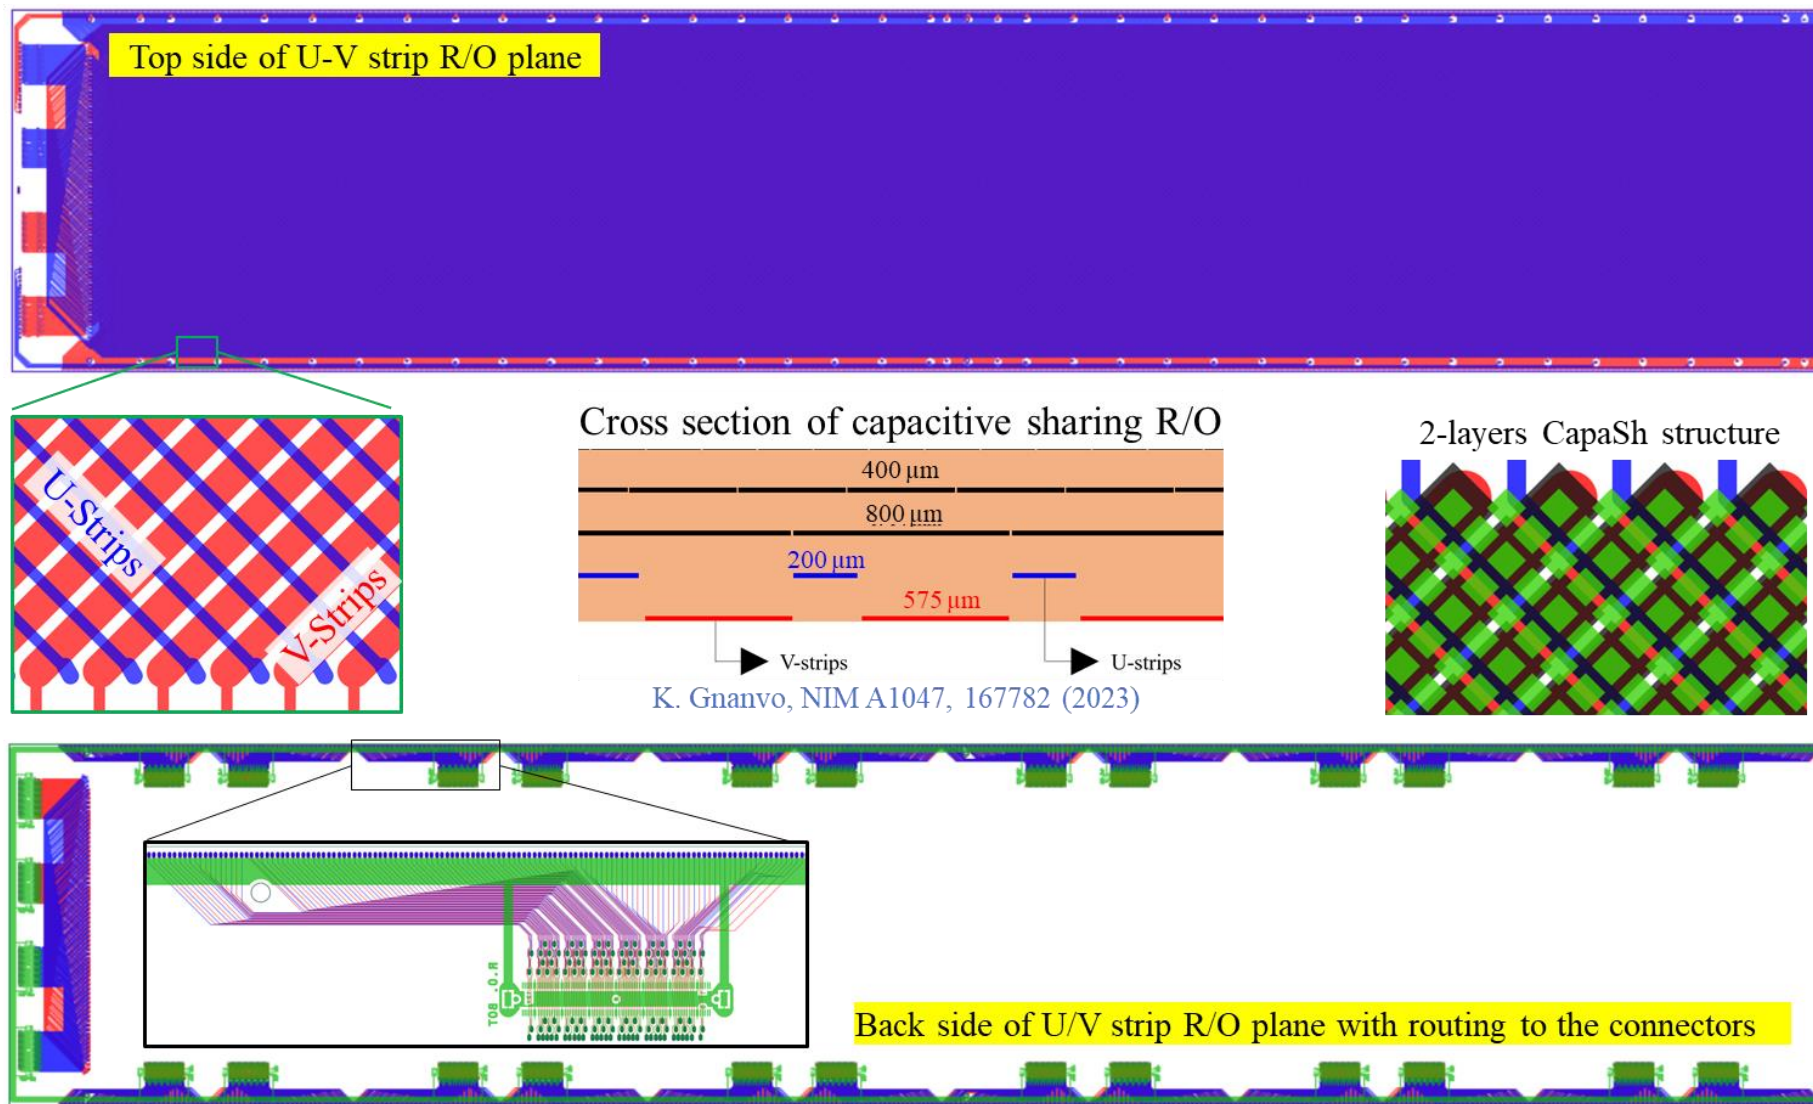 Top side of U-V strip R/O plane
U-Strips
V-Strips
Cross section of capacitive sharing R/O
400 µm
800 µm
200 µm
575 µm
V-strips
U-strips
K. Gnanvo, NIM A1047, 167782 (2023)
2-layers CapaSh structure
Back side of U/V strip R/O plane with routing to the connectors